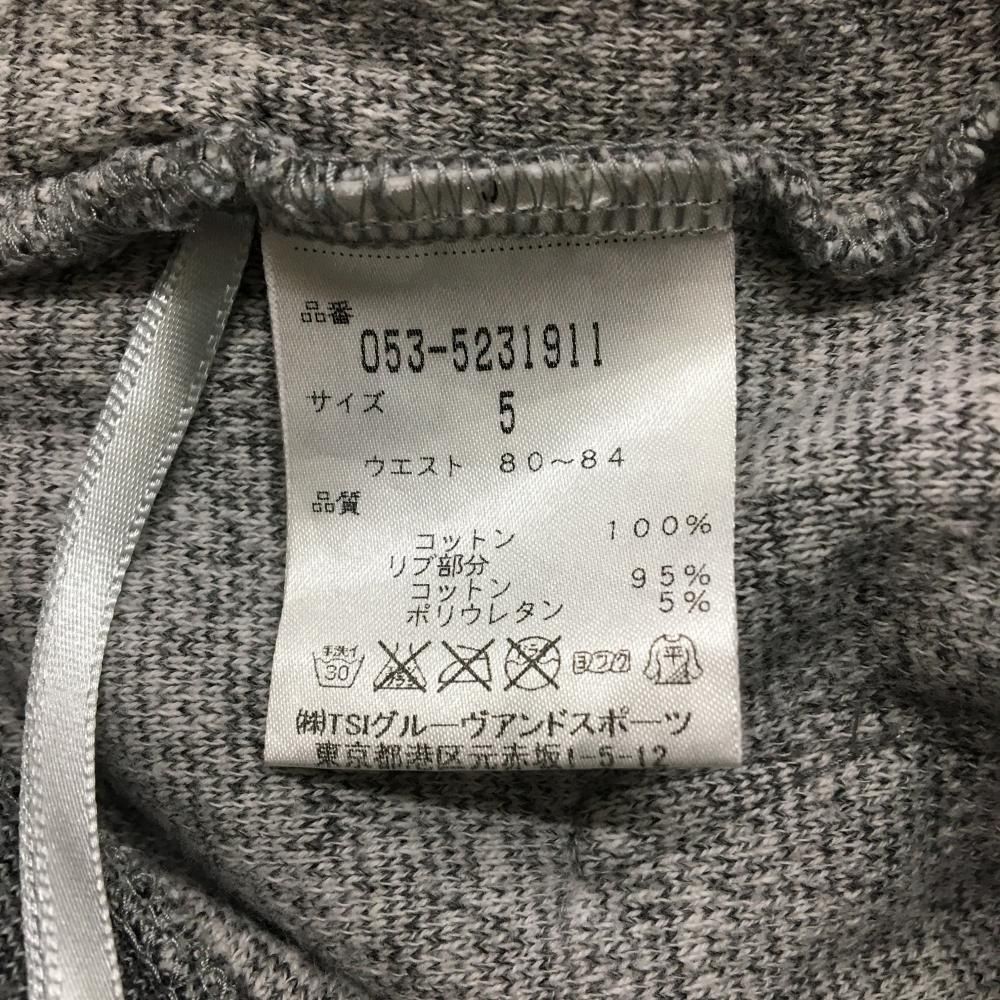 品番
053-5231911
サイズ 5
ウエスト 80～84
品質
コットン 100%
リブ部分
コットン 95%
ポリウレタン 5%
手洗イ 30 ヨワク 平
㈱TSIグルーヴアンドスポーツ
東京都港区元赤坂1-5-12